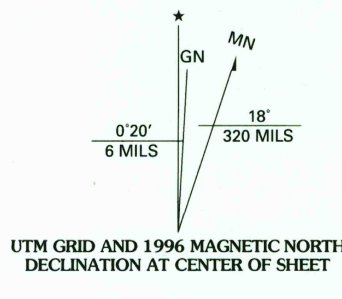 ★
GN
MN
0°20′
6 MILS
18°
320 MILS
UTM GRID AND 1996 MAGNETIC NORTH
DECLINATION AT CENTER OF SHEET